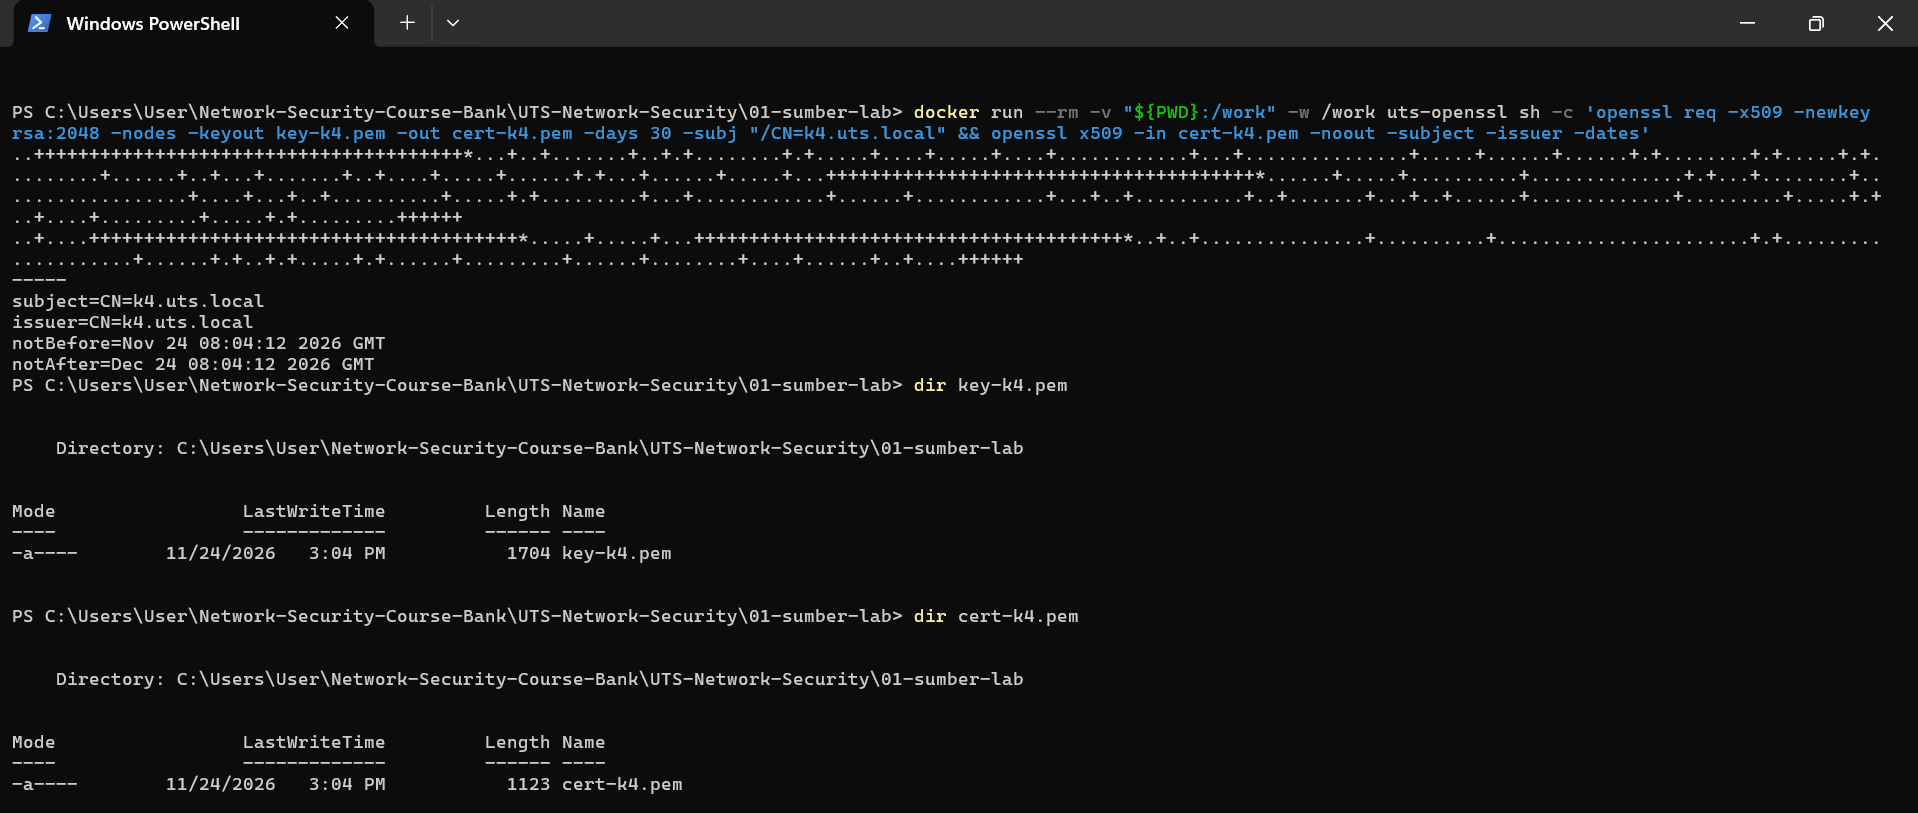 Windows PowerShell
PS C:\Users\User\Network-Security-Course-Bank\UTS-Network-Security\01-sumber-lab> docker run --rm -v "${PWD}:/work" -w /work uts-openssl sh -c 'openssl req -x509 -newkey
rsa:2048 -nodes -keyout key-k4.pem -out cert-k4.pem -days 30 -subj "/CN=k4.uts.local" && openssl x509 -in cert-k4.pem -noout -subject -issuer -dates'
..+++++++++++++++++++++++++++++++++++++++*...+..+.......+..+.+........+.+.....+....+.....+....+............+...+...............+.....+......+......+.+........+.+.....+.+.
........+......+..+...+.......+..+....+.....+......+.+...+......+.....+...+++++++++++++++++++++++++++++++++++++++*......+.....+..........+..............+.+...+........+..
................+....+...+..+..........+.....+.+.........+...+.............+......+............+...+..+..........+..+.......+...+..+......+.............+.........+.....+.+
..+....+.........+.....+.+.........++++++
..+....+++++++++++++++++++++++++++++++++++++++*.....+.....+...+++++++++++++++++++++++++++++++++++++++*..+..+...............+..........+.......................+.+.........
...........+......+.+..+.+.....+.+......+.........+......+........+....+......+..+....++++++
-----
subject=CN=k4.uts.local
issuer=CN=k4.uts.local
notBefore=Nov 24 08:04:12 2026 GMT
notAfter=Dec 24 08:04:12 2026 GMT
PS C:\Users\User\Network-Security-Course-Bank\UTS-Network-Security\01-sumber-lab> dir key-k4.pem
Directory: C:\Users\User\Network-Security-Course-Bank\UTS-Network-Security\01-sumber-lab
Mode LastWriteTime Length Name
---- ------------- ------ ----
-a---- 11/24/2026 3:04 PM 1704 key-k4.pem
PS C:\Users\User\Network-Security-Course-Bank\UTS-Network-Security\01-sumber-lab> dir cert-k4.pem
Directory: C:\Users\User\Network-Security-Course-Bank\UTS-Network-Security\01-sumber-lab
Mode LastWriteTime Length Name
---- ------------- ------ ----
-a---- 11/24/2026 3:04 PM 1123 cert-k4.pem